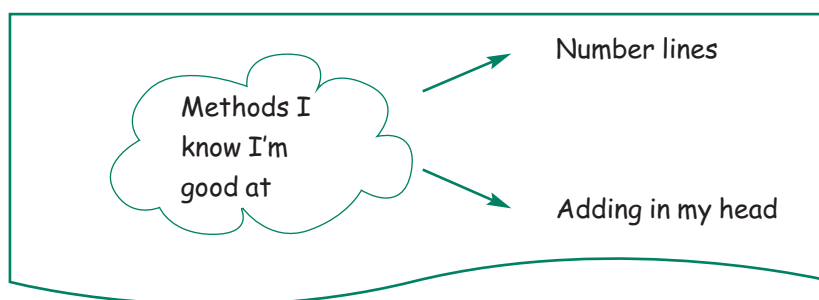 Methods I
know I'm
good at
Number lines
Adding in my head